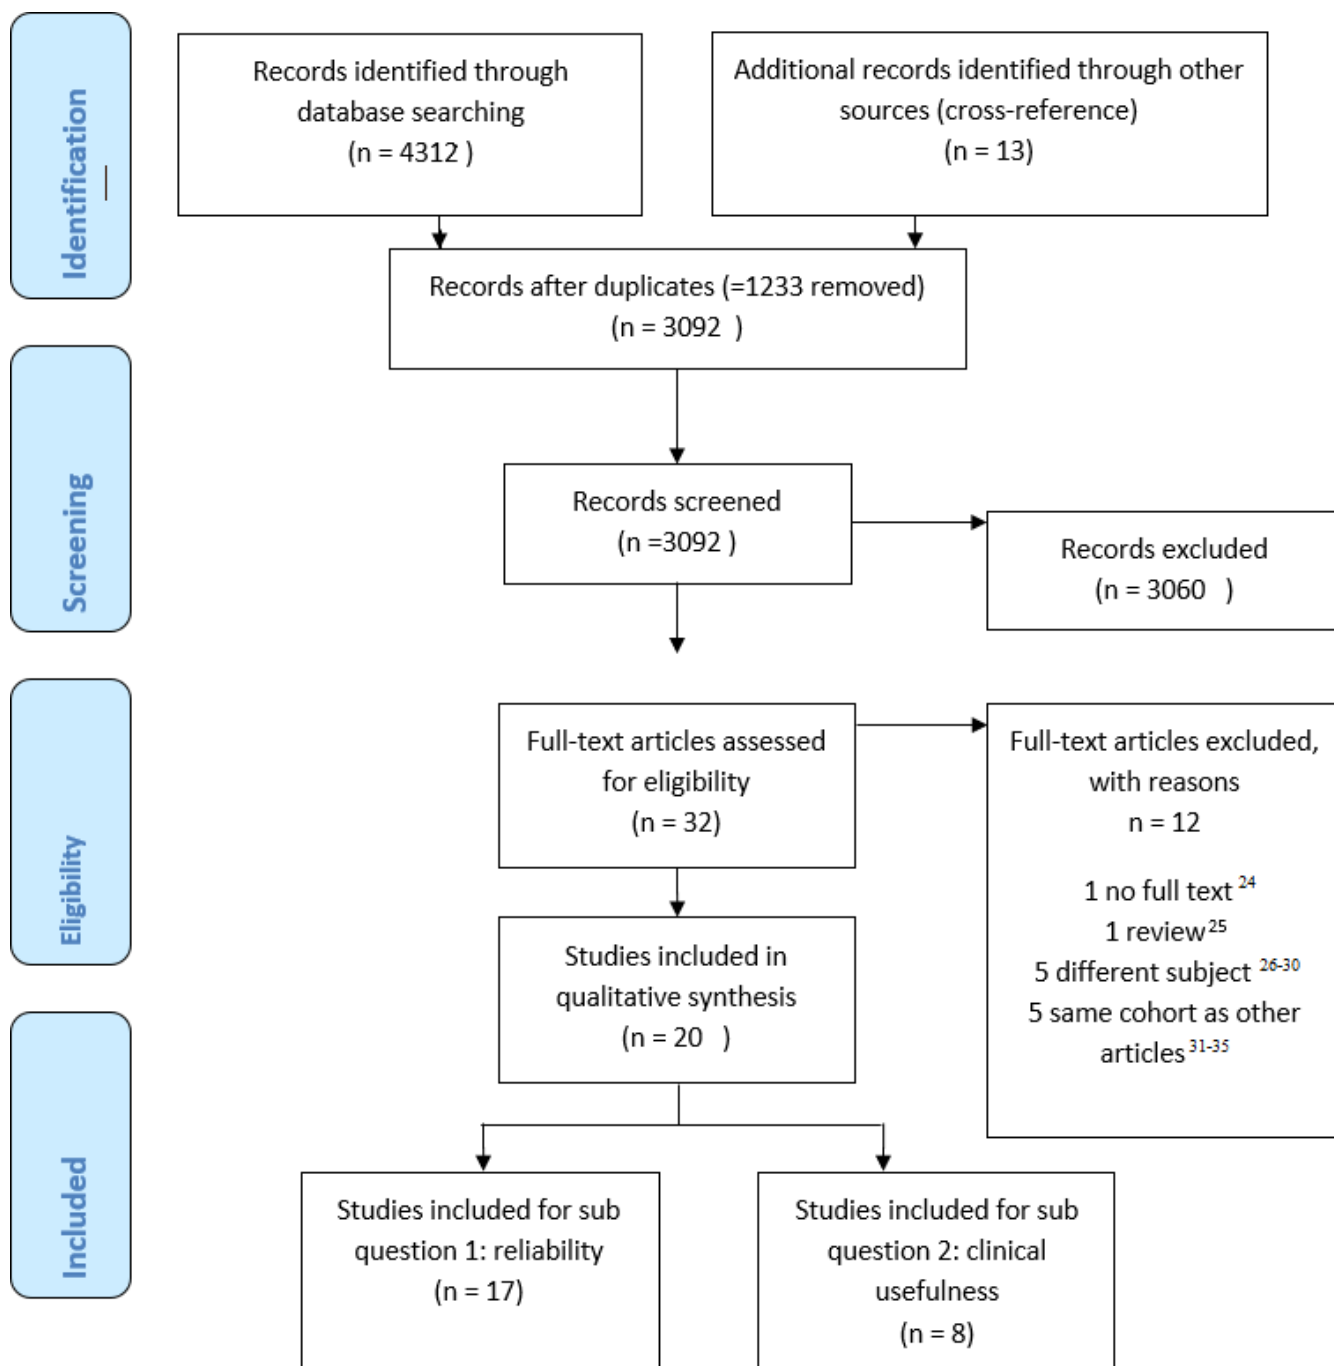 Identification
Records identified through
database searching
(n = 4312 )
Additional records identified through other
sources (cross-reference)
(n = 13)
Records after duplicates (=1233 removed)
(n = 3092 )
Screening
Records screened
(n =3092 )
Records excluded
(n = 3060 )
Eligibility
Full-text articles assessed
for eligibility
(n = 32)
Full-text articles excluded,
with reasons
n = 12
1 no full text 24
1 review25
5 different subject 26-30
5 same cohort as other
articles31-35
Studies included in
qualitative synthesis
(n = 20 )
Included
Studies included for sub
question 1: reliability
(n = 17)
Studies included for sub
question 2: clinical
usefulness
(n = 8)